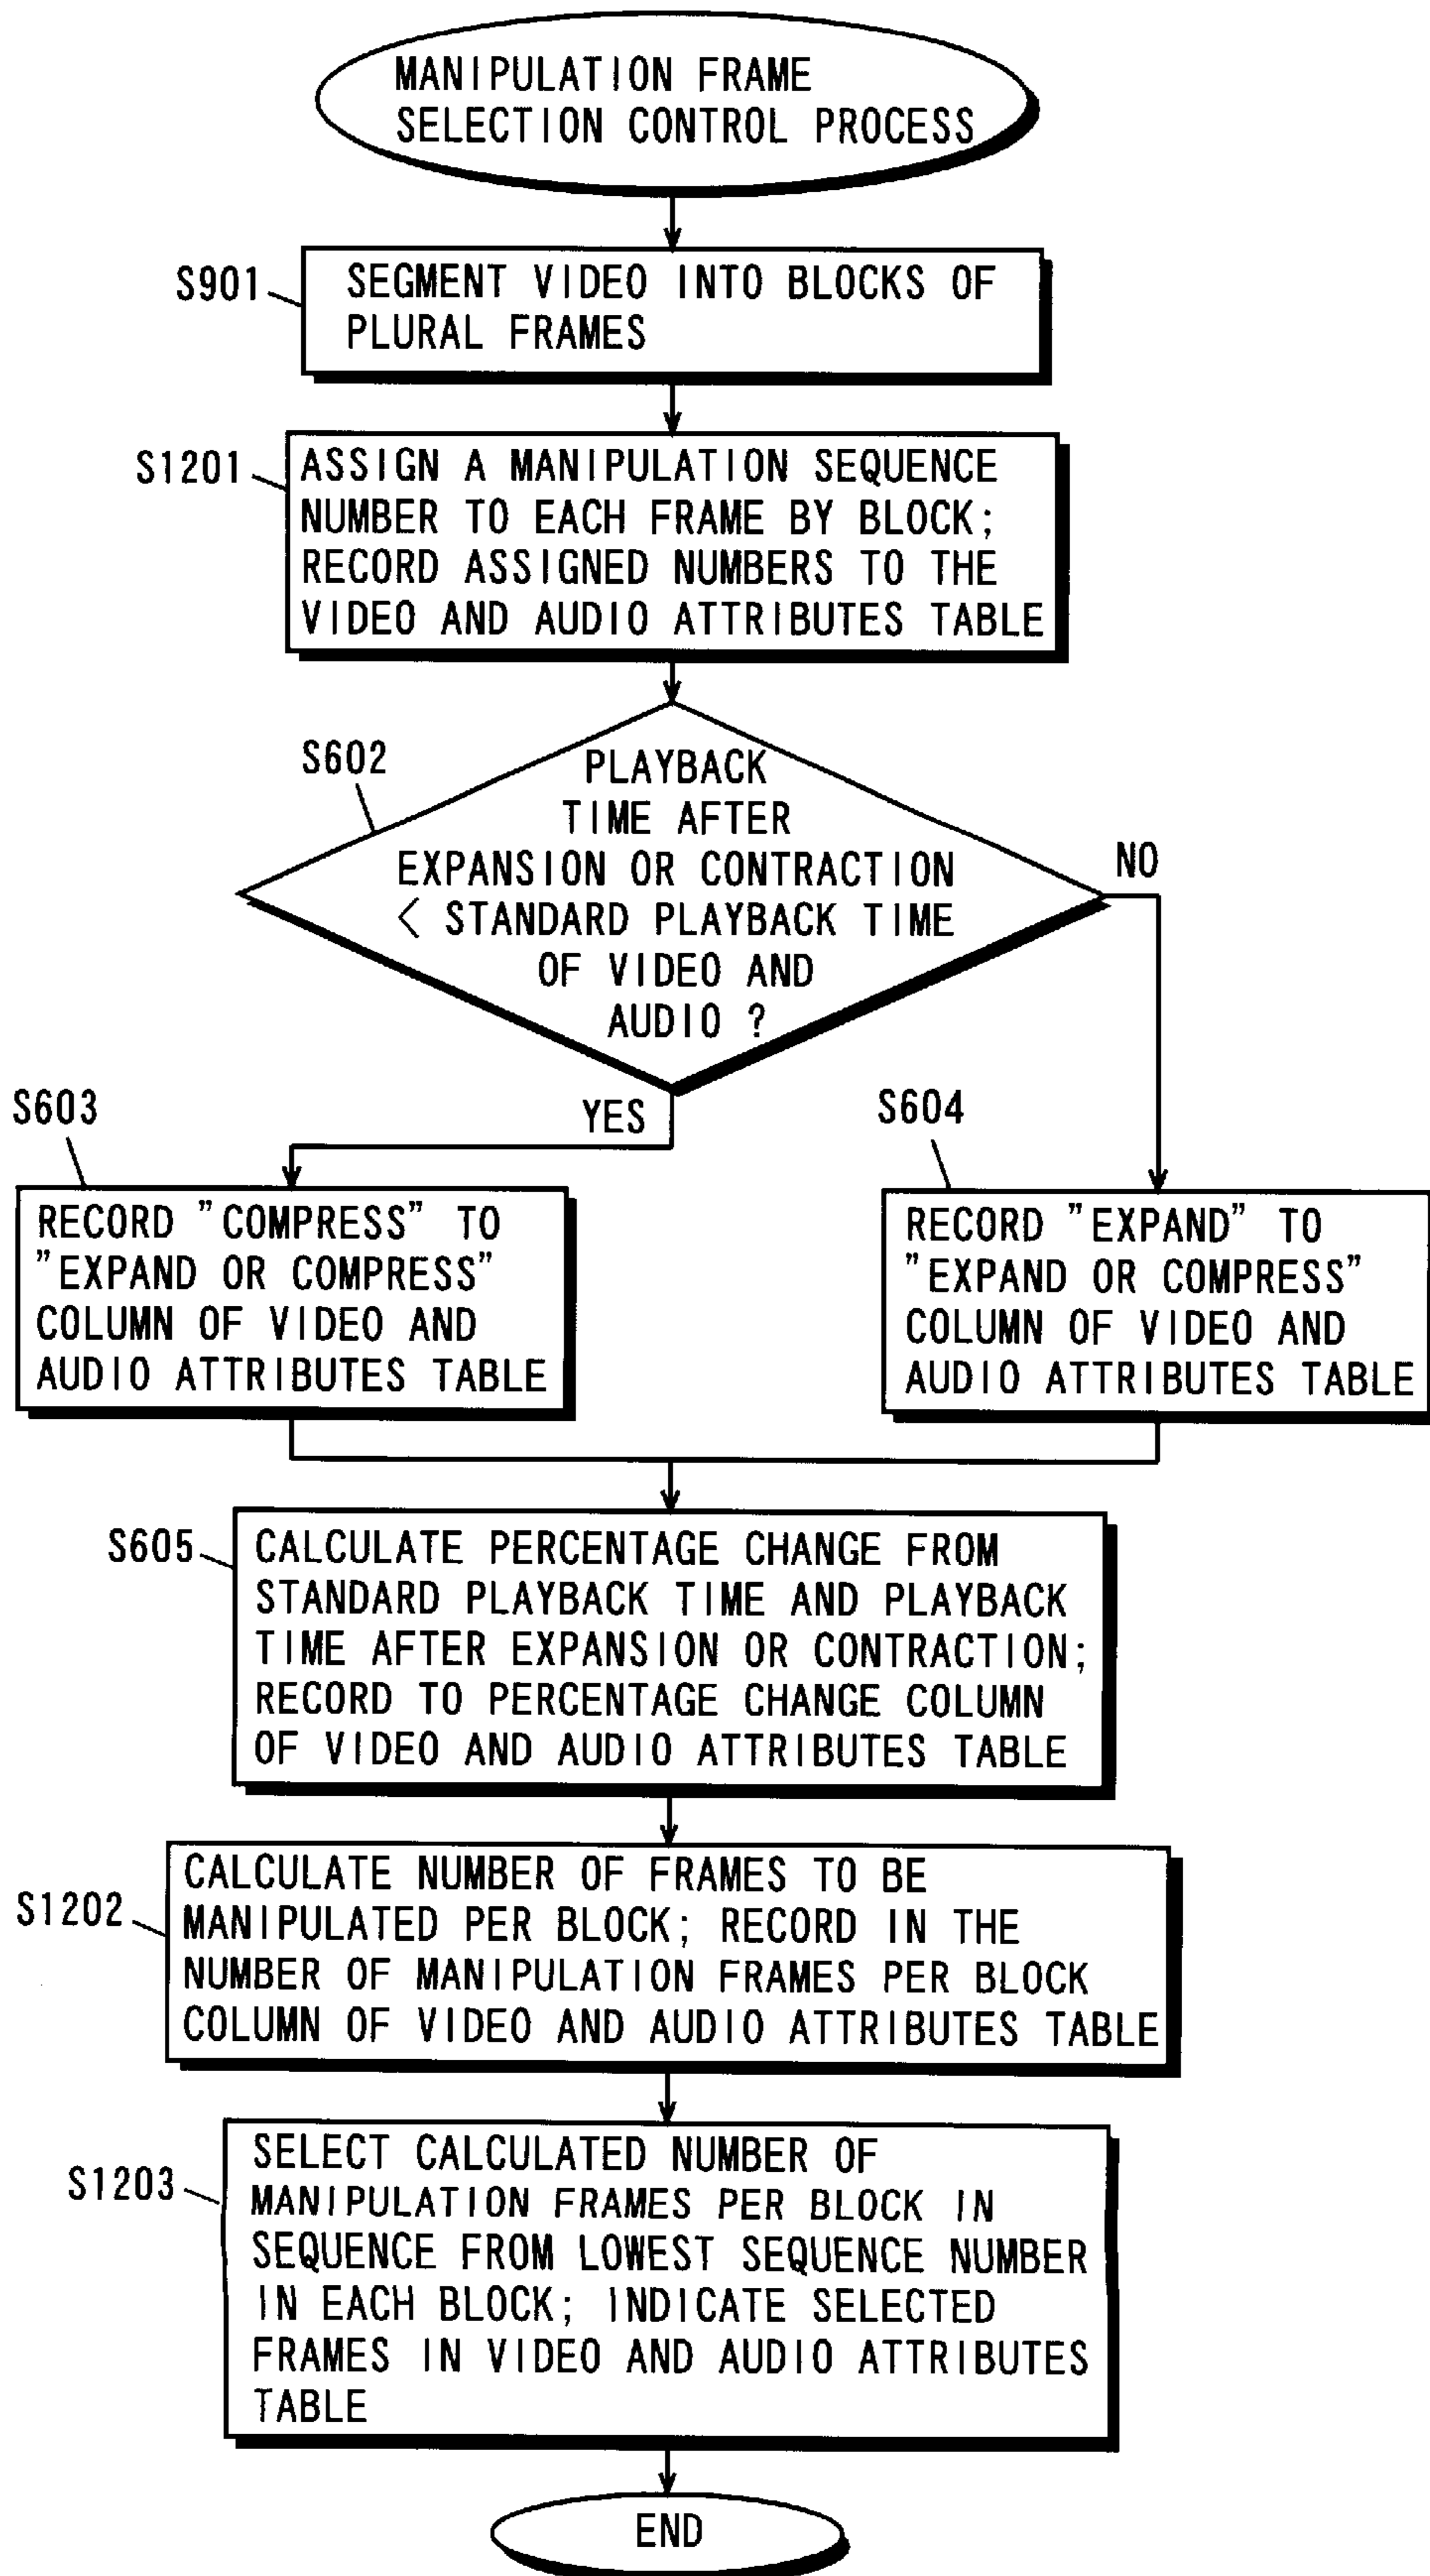 MANIPULATION FRAME
SELECTION CONTROL PROCESS
S901
SEGMENT VIDEO INTO BLOCKS OF
PLURAL FRAMES
S1201
ASSIGN A MANIPULATION SEQUENCE
NUMBER TO EACH FRAME BY BLOCK;
RECORD ASSIGNED NUMBERS TO THE
VIDEO AND AUDIO ATTRIBUTES TABLE
S602
PLAYBACK
TIME AFTER
EXPANSION OR CONTRACTION
< STANDARD PLAYBACK TIME
OF VIDEO AND
AUDIO ?
NO
YES
S603
RECORD "COMPRESS" TO
"EXPAND OR COMPRESS"
COLUMN OF VIDEO AND
AUDIO ATTRIBUTES TABLE
S604
RECORD "EXPAND" TO
"EXPAND OR COMPRESS"
COLUMN OF VIDEO AND
AUDIO ATTRIBUTES TABLE
S605
CALCULATE PERCENTAGE CHANGE FROM
STANDARD PLAYBACK TIME AND PLAYBACK
TIME AFTER EXPANSION OR CONTRACTION;
RECORD TO PERCENTAGE CHANGE COLUMN
OF VIDEO AND AUDIO ATTRIBUTES TABLE
S1202
CALCULATE NUMBER OF FRAMES TO BE
MANIPULATED PER BLOCK; RECORD IN THE
NUMBER OF MANIPULATION FRAMES PER BLOCK
COLUMN OF VIDEO AND AUDIO ATTRIBUTES TABLE
S1203
SELECT CALCULATED NUMBER OF
MANIPULATION FRAMES PER BLOCK IN
SEQUENCE FROM LOWEST SEQUENCE NUMBER
IN EACH BLOCK; INDICATE SELECTED
FRAMES IN VIDEO AND AUDIO ATTRIBUTES
TABLE
END